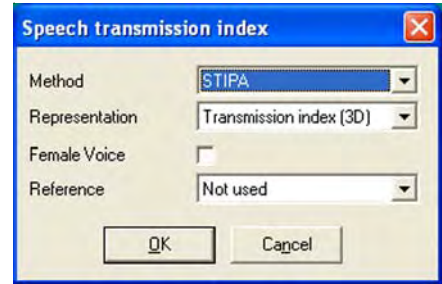 Speech transmission index
Method STIPA
Representation Transmission index (3D)
Female Voice
Reference Not used
OK Cancel